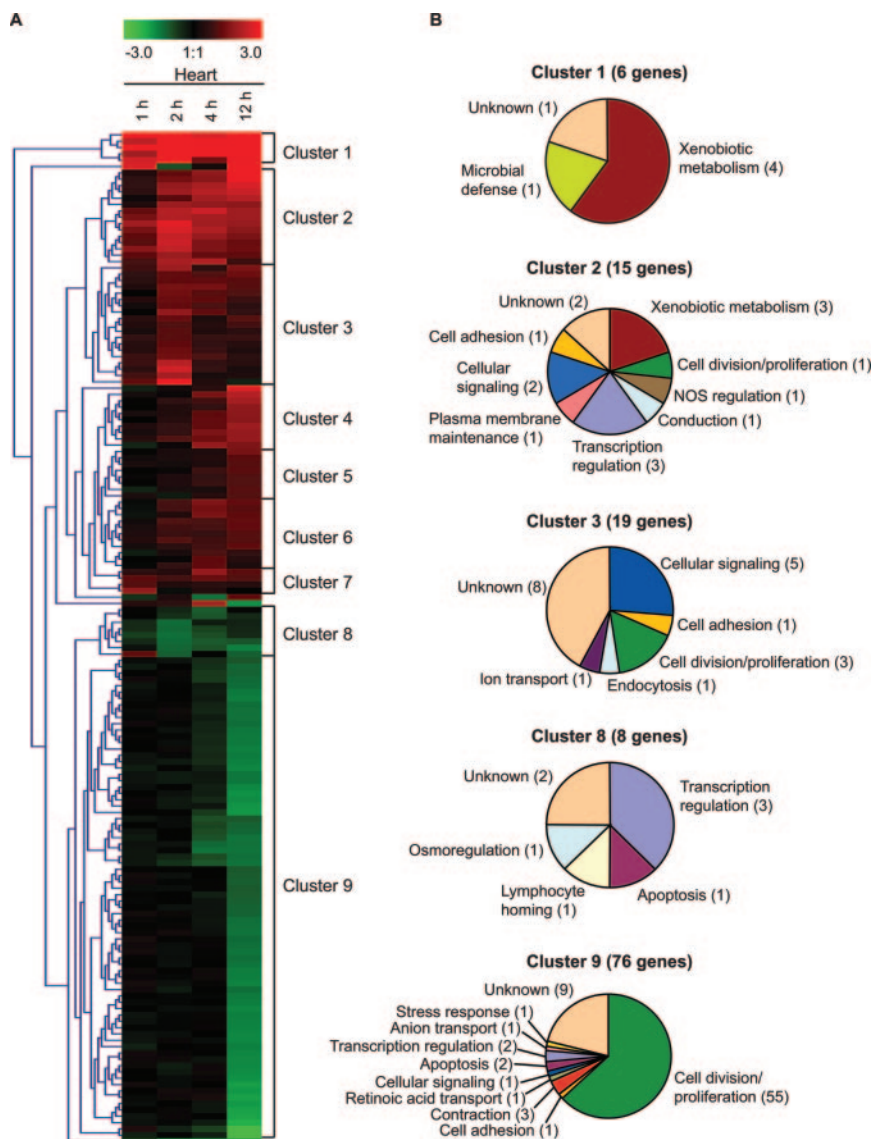 A
-3.0 1:1 3.0
Heart
1 h 2 h 4 h 12 h
Cluster 1
Cluster 2
Cluster 3
Cluster 4
Cluster 5
Cluster 6
Cluster 7
Cluster 8
Cluster 9
B
Cluster 1 (6 genes)
Unknown (1)
Microbial
defense (1)
Xenobiotic
metabolism (4)
Cluster 2 (15 genes)
Unknown (2)
Xenobiotic metabolism (3)
Cell adhesion (1)
Cell division/proliferation (1)
Cellular
signaling (2)
NOS regulation (1)
Plasma membrane
maintenance (1)
Conduction (1)
Transcription
regulation (3)
Cluster 3 (19 genes)
Unknown (8)
Cellular signaling (5)
Cell adhesion (1)
Cell division/proliferation (3)
Ion transport (1)
Endocytosis (1)
Cluster 8 (8 genes)
Unknown (2)
Transcription
regulation (3)
Osmoregulation (1)
Lymphocyte
homing (1)
Apoptosis (1)
Cluster 9 (76 genes)
Unknown (9)
Stress response (1)
Anion transport (1)
Transcription regulation (2)
Apoptosis (2)
Cellular signaling (1)
Retinoic acid transport (1)
Contraction (3)
Cell adhesion (1)
Cell division/
proliferation (55)